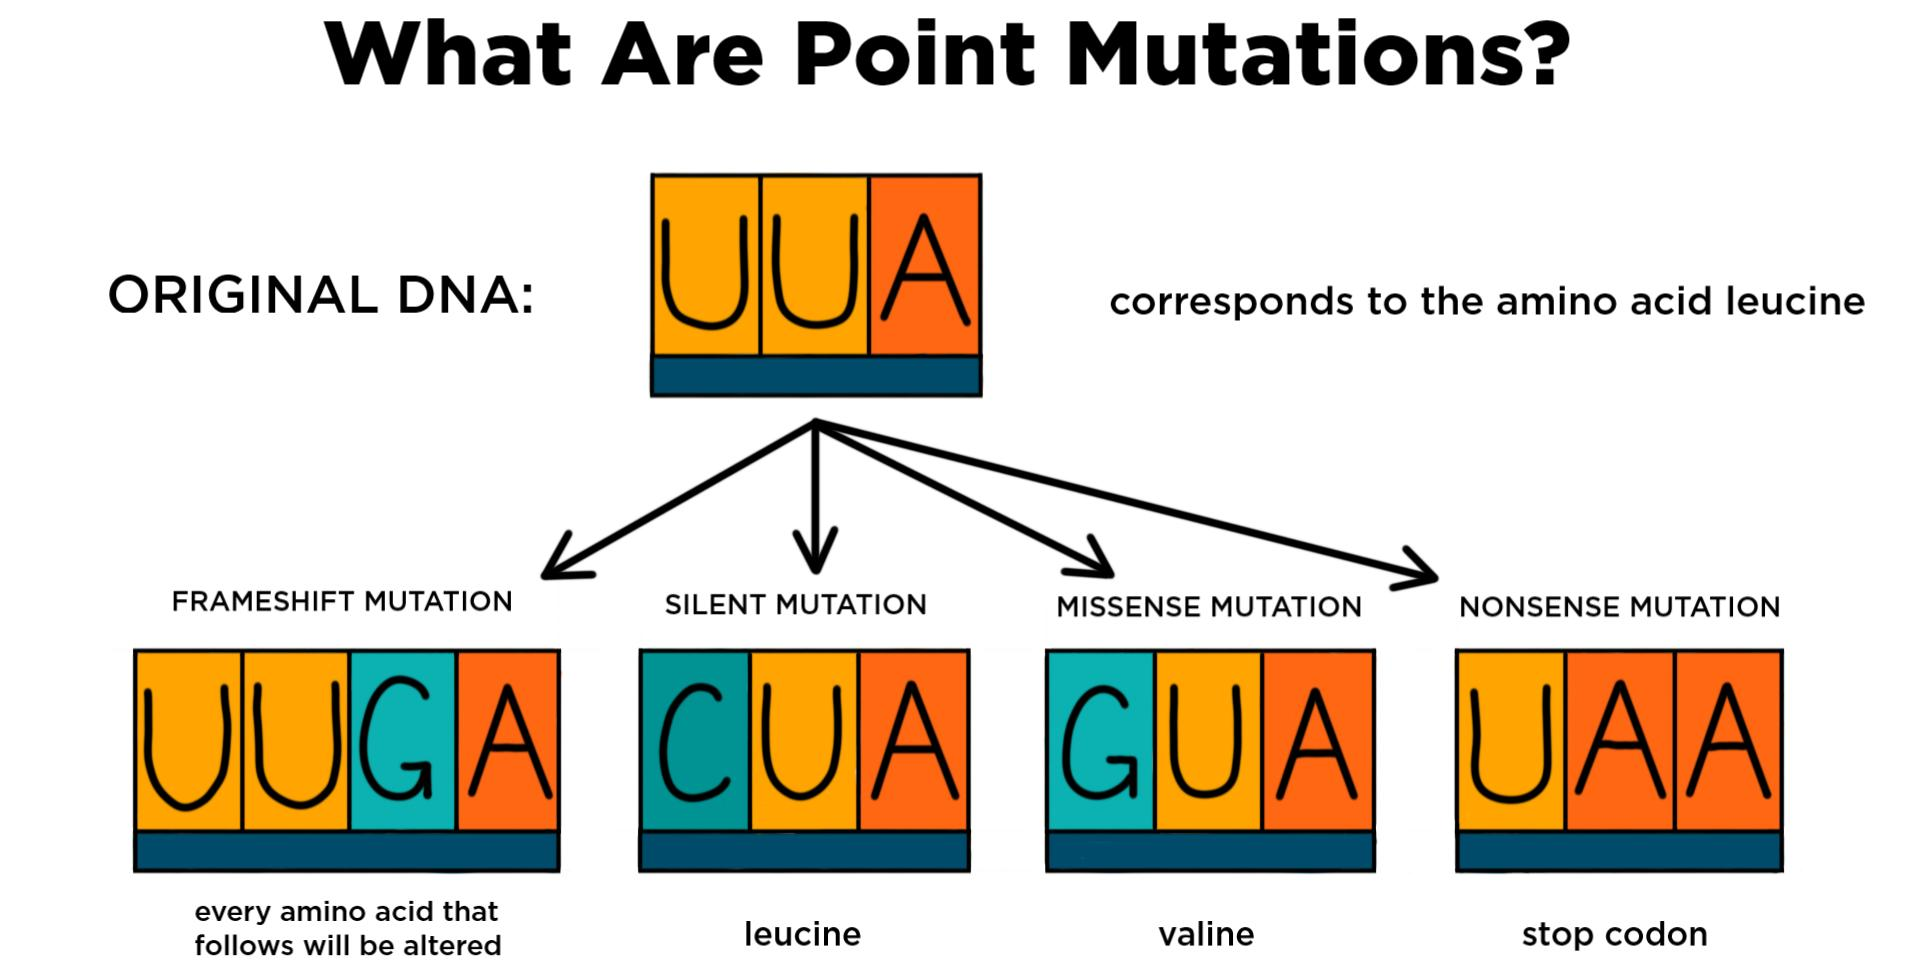 What Are Point Mutations?
ORIGINAL DNA:
UUA
corresponds to the amino acid leucine
FRAMESHIFT MUTATION
UUGA
every amino acid that
follows will be altered
SILENT MUTATION
CUA
leucine
MISSENSE MUTATION
GUA
valine
NONSENSE MUTATION
UAA
stop codon